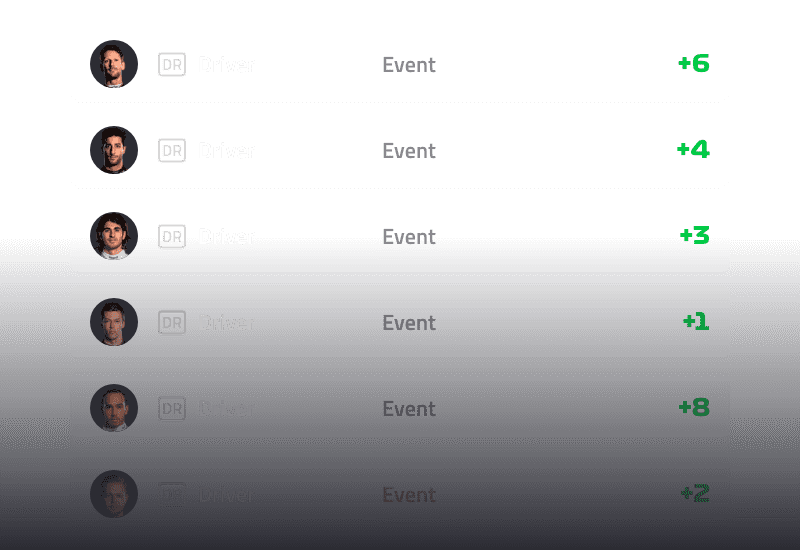 DR Driver Event +6
DR Driver Event +4
DR Driver Event +3
DR Driver Event +1
DR Driver Event +8
DR Driver Event +2